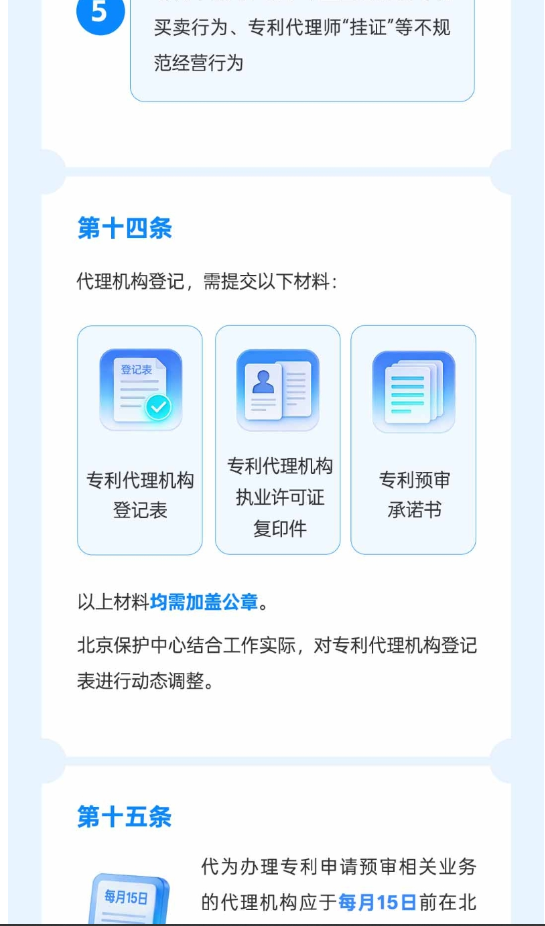 5
买卖行为、专利代理师“挂证”等不规
范经营行为
第十四条
代理机构登记，需提交以下材料：
登记表
专利代理机构
登记表
专利代理机构
执业许可证
复印件
专利预审
承诺书
以上材料均需加盖公章。
北京保护中心结合工作实际，对专利代理机构登记
表进行动态调整。
第十五条
每月15日
代为办理专利申请预审相关业务
的代理机构应于每月15日前在北